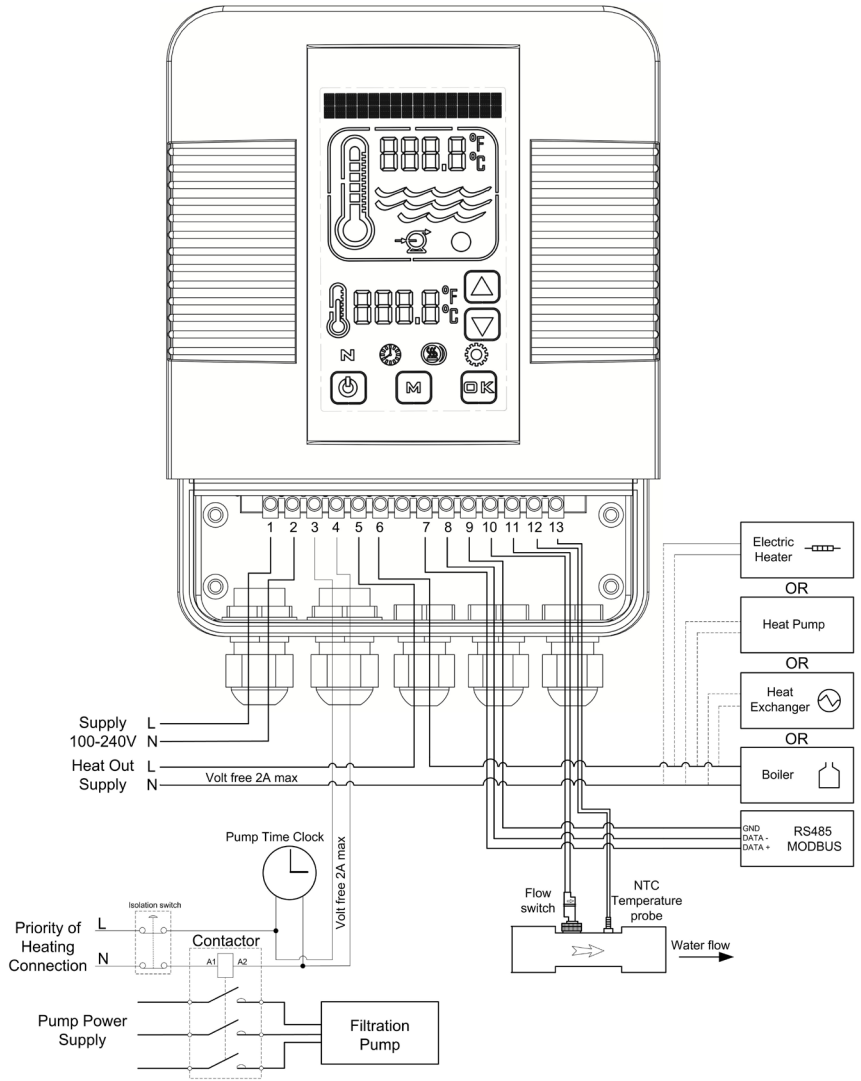 888.8 °F
°C
888.8 °F
°C
N
M
OK
1 2 3 4 5 6 7 8 9 10 11 12 13
Electric
Heater
OR
Heat Pump
OR
Heat
Exchanger
OR
Boiler
Supply L
100-240V N
Heat Out L
Supply N
Volt free 2A max
GND
DATA -
DATA +
RS485
MODBUS
Pump Time Clock
Volt free 2A max
Flow
switch
NTC
Temperature
probe
Water flow
Isolation switch
Priority of
Heating
Connection
L
N
Contactor
A1 A2
Pump Power
Supply
Filtration
Pump